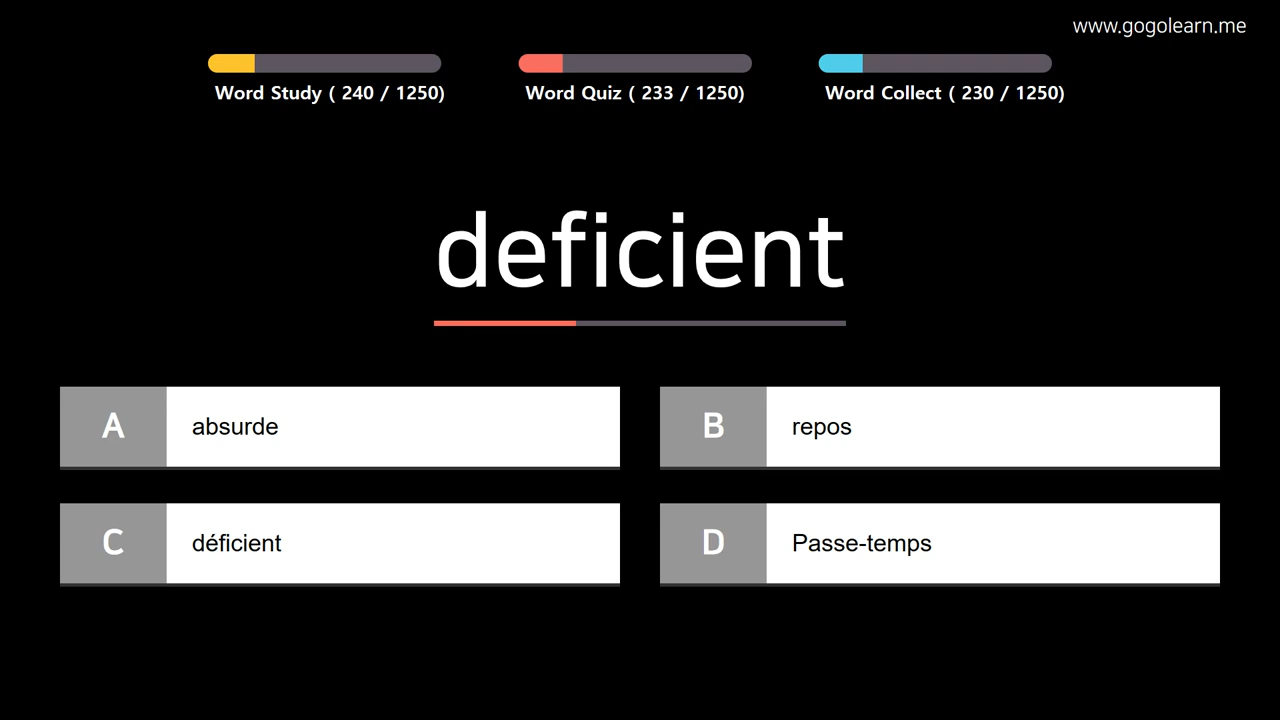 www.gogolearn.me
Word Study ( 240 / 1250)
Word Quiz ( 233 / 1250)
Word Collect ( 230 / 1250)
deficient
A absurde
B repos
C déficient
D Passe-temps